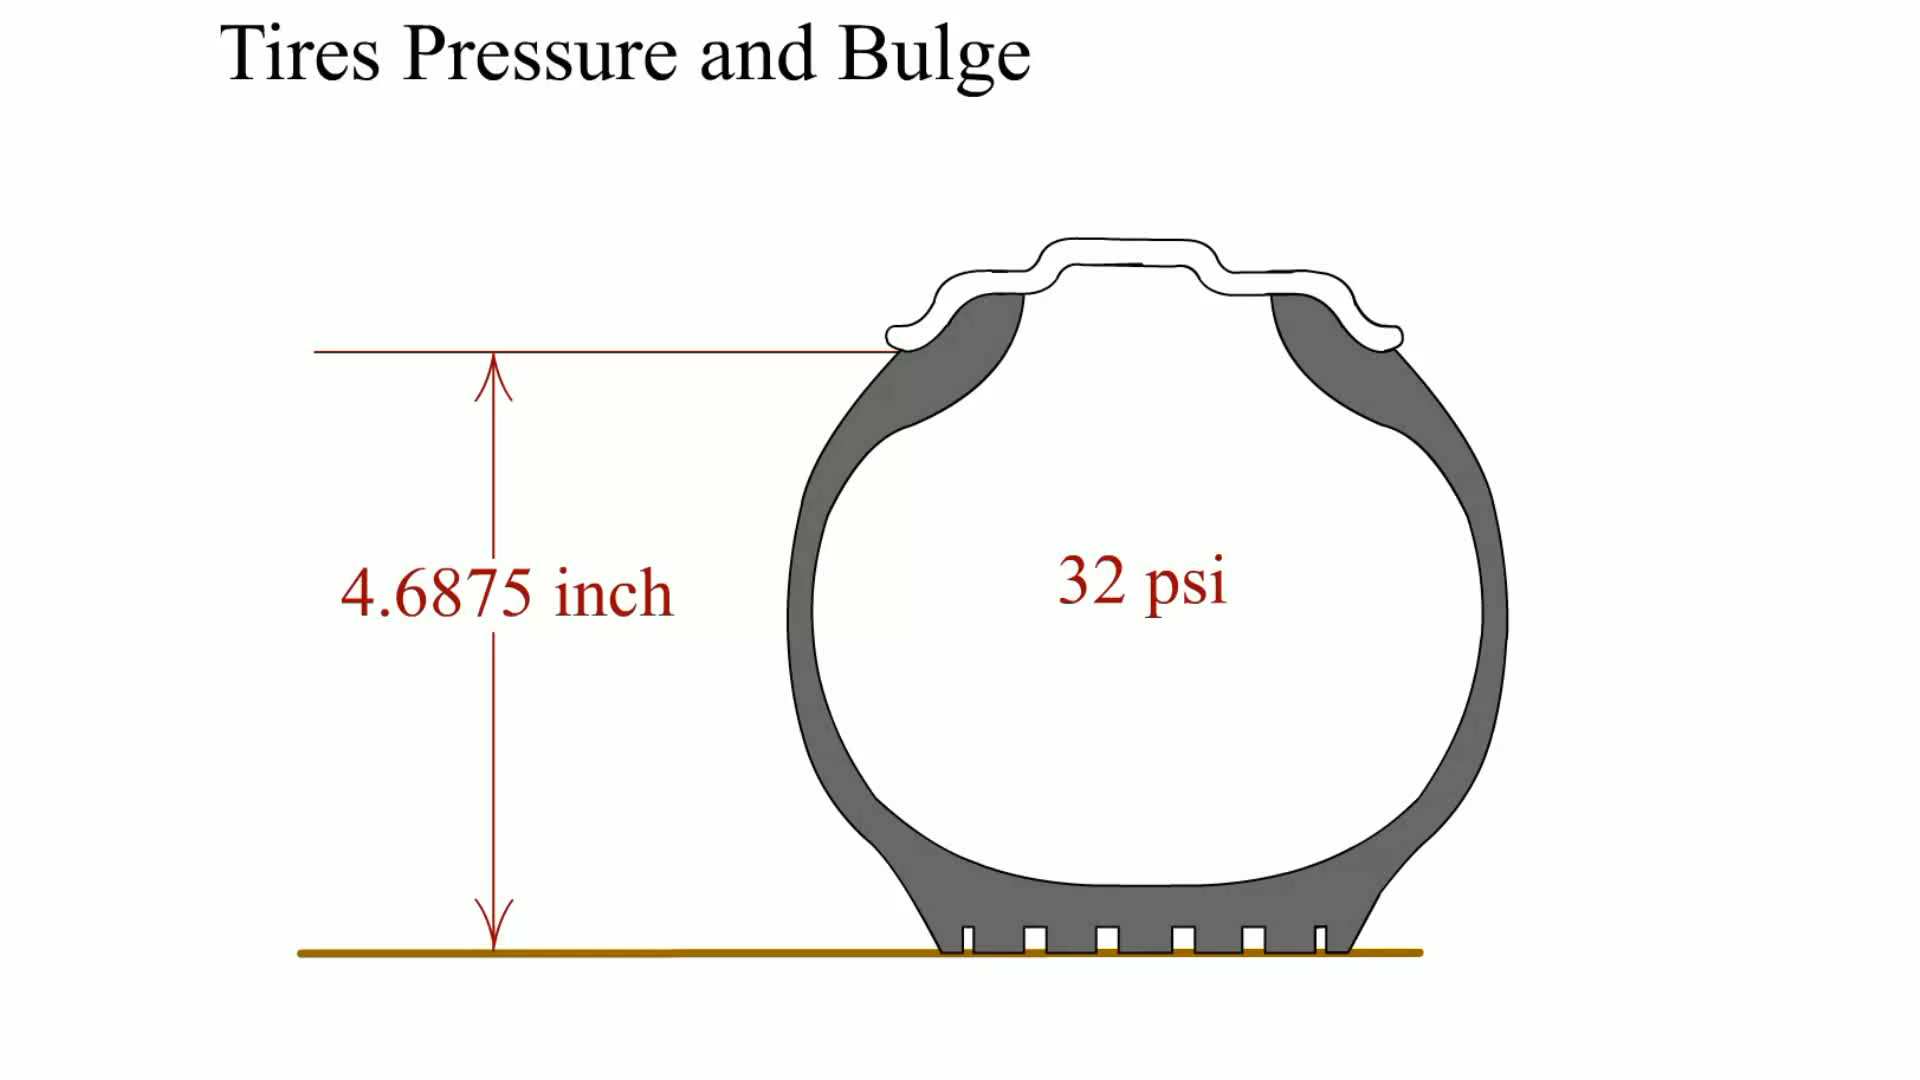 Tires Pressure and Bulge
32 psi
4.6875 inch